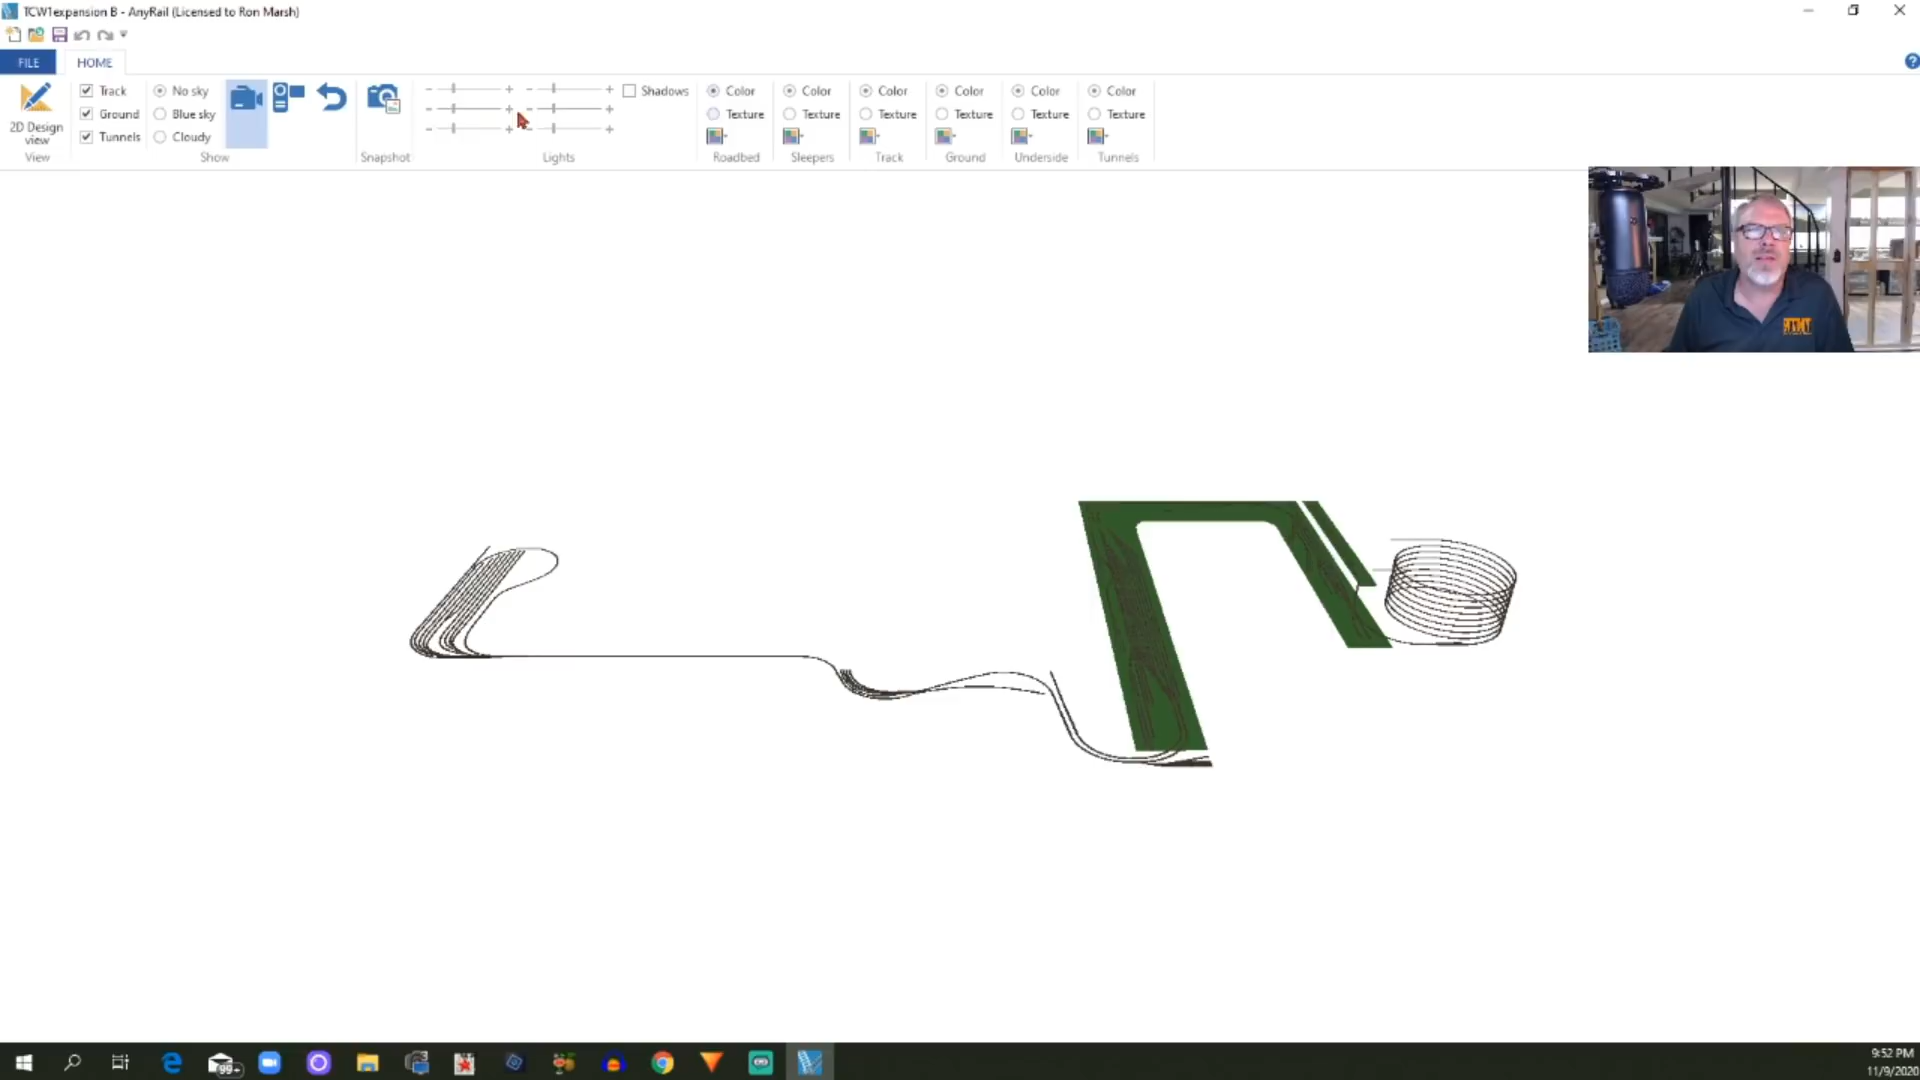 TCW1expansion B - AnyRail (Licensed to Ron Marsh)
FILE HOME
Track No sky Shadows Color Color Color Color Color Color
Ground Blue sky Texture Texture Texture Texture Texture Texture
2D Design
view
Tunnels Cloudy
View Show Snapshot Lights Roadbed Sleepers Track Ground Underside Tunnels
99+
9:52 PM
11/9/2020